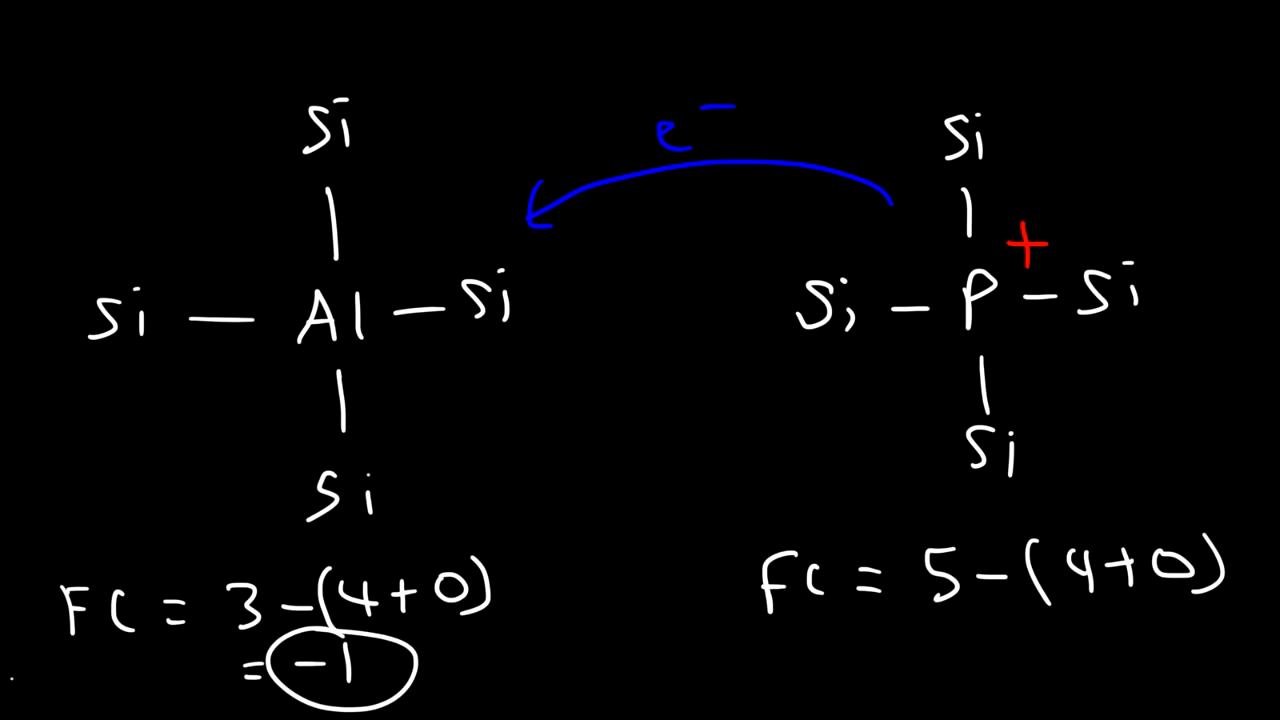 Si
e⁻
Si
+
Si — Al — Si
Si — P — Si
Si
Si
FC = 3 - (4 + 0)
= -1
FC = 5 - (4 + 0)